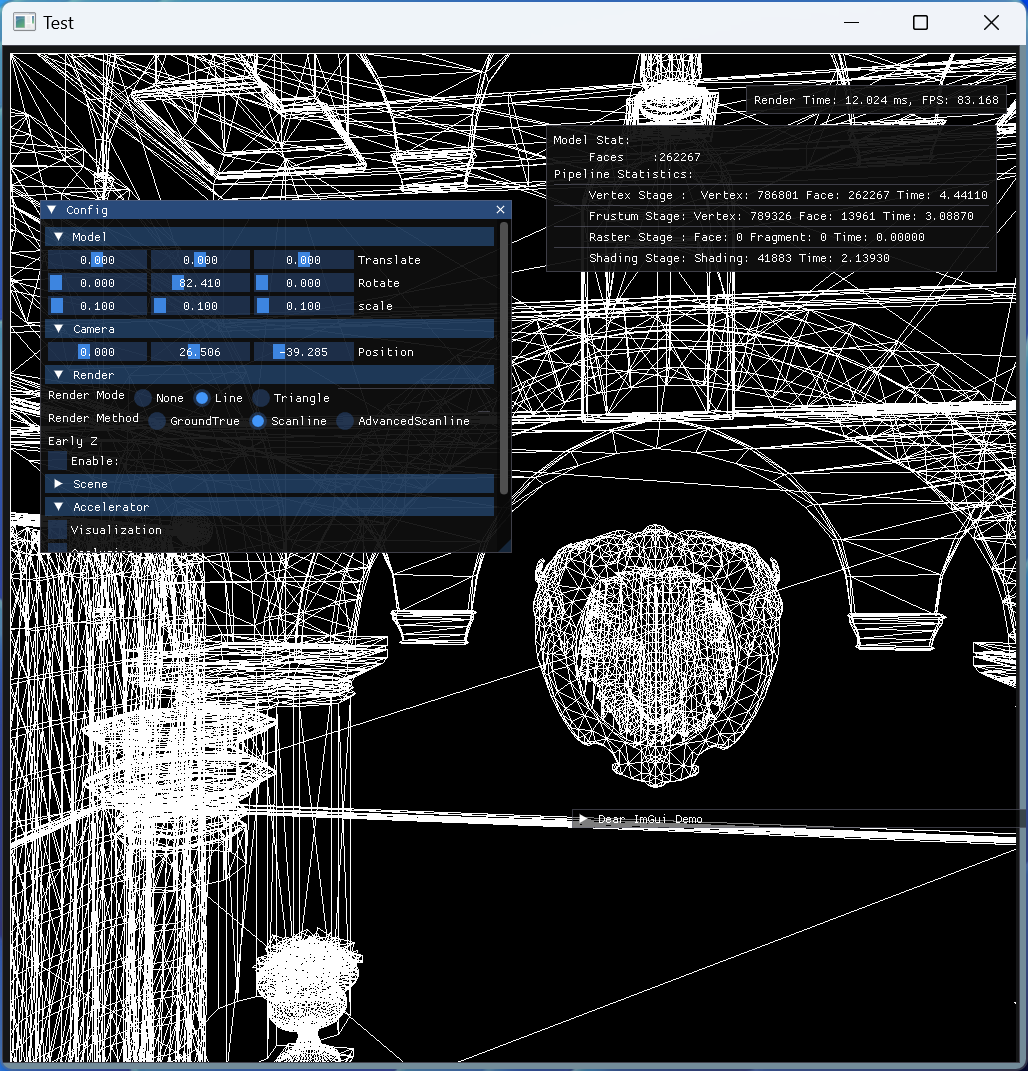 Test
Render Time: 12.024 ms, FPS: 83.168
Model Stat:
Faces :262267
Pipeline Statistics:
Vertex Stage : Vertex: 786801 Face: 262267 Time: 4.44110
Frustum Stage: Vertex: 789326 Face: 13961 Time: 3.08870
Raster Stage : Face: 0 Fragment: 0 Time: 0.00000
Shading Stage: Shading: 41883 Time: 2.13930
Config
Model
0.000 0.000 0.000 Translate
0.000 82.410 0.000 Rotate
0.100 0.100 0.100 scale
Camera
0.000 26.506 -39.285 Position
Render
Render Mode None Line Triangle
Render Method GroundTrue Scanline AdvancedScanline
Early Z
Enable:
Scene
Accelerator
Visualization
Dear ImGui Demo